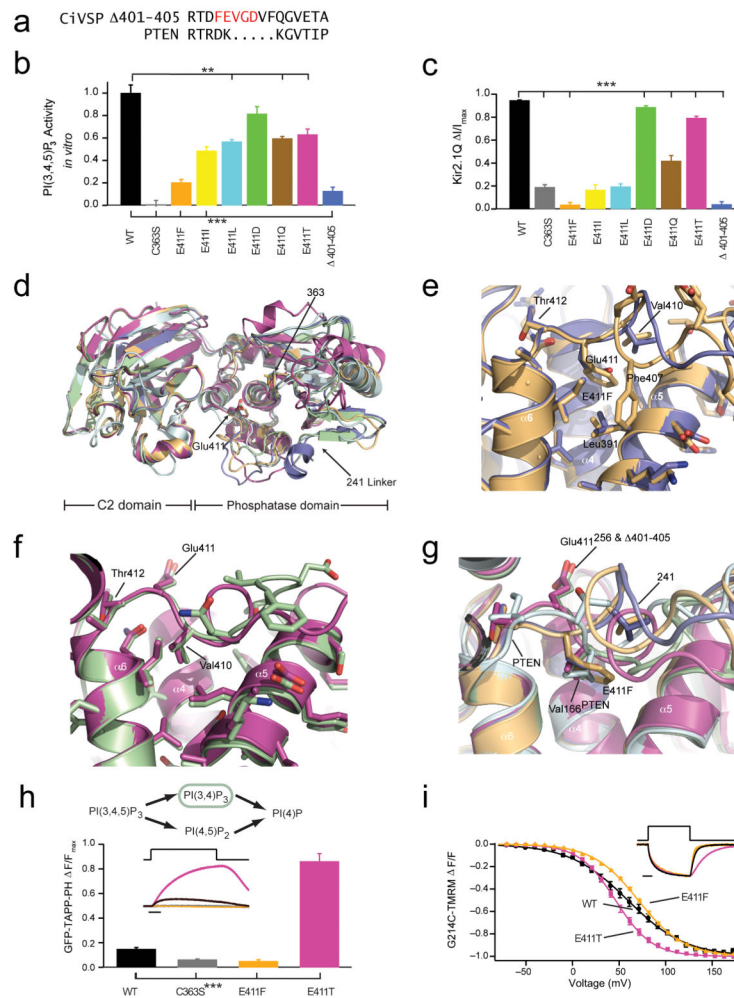 a
CiVSP Δ401-405 RTDFEVGDVFQGVETA
PTEN RTRDK.....KGVTIP
b
**
PI(3,4,5)P3 Activity
in vitro
1.0
0.8
0.6
0.4
0.2
0.0
***
WT C363S E411F E411I E411L E411D E411Q E411T Δ 401-405
c
***
Kir2.1Q ΔI/Imax
1.0
0.8
0.6
0.4
0.2
0.0
WT C363S E411F E411I E411L E411D E411Q E411T Δ 401-405
d
363
Glu411
241 Linker
C2 domain Phosphatase domain
e
Thr412
Val410
Glu411
Phe407
E411F
α5
α6
Leu391
α4
f
Glu411
Thr412
α6
Val410
α4
α5
g
Glu411 256 & Δ401-405
241
PTEN
E411F
Val166PTEN
α4
α5
α6
h
PI(3,4)P3
PI(3,4,5)P3
PI(4)P
PI(4,5)P2
GFP-TAPP-PH ΔF/Fmax
1.0
0.8
0.6
0.4
0.2
0.0
WT C363S*** E411F E411T
i
G214C-TMRM Δ F/F
0.0
-0.2
-0.4
-0.6
-0.8
-1.0
E411F
WT
E411T
-50 0 50 100 150
Voltage (mV)